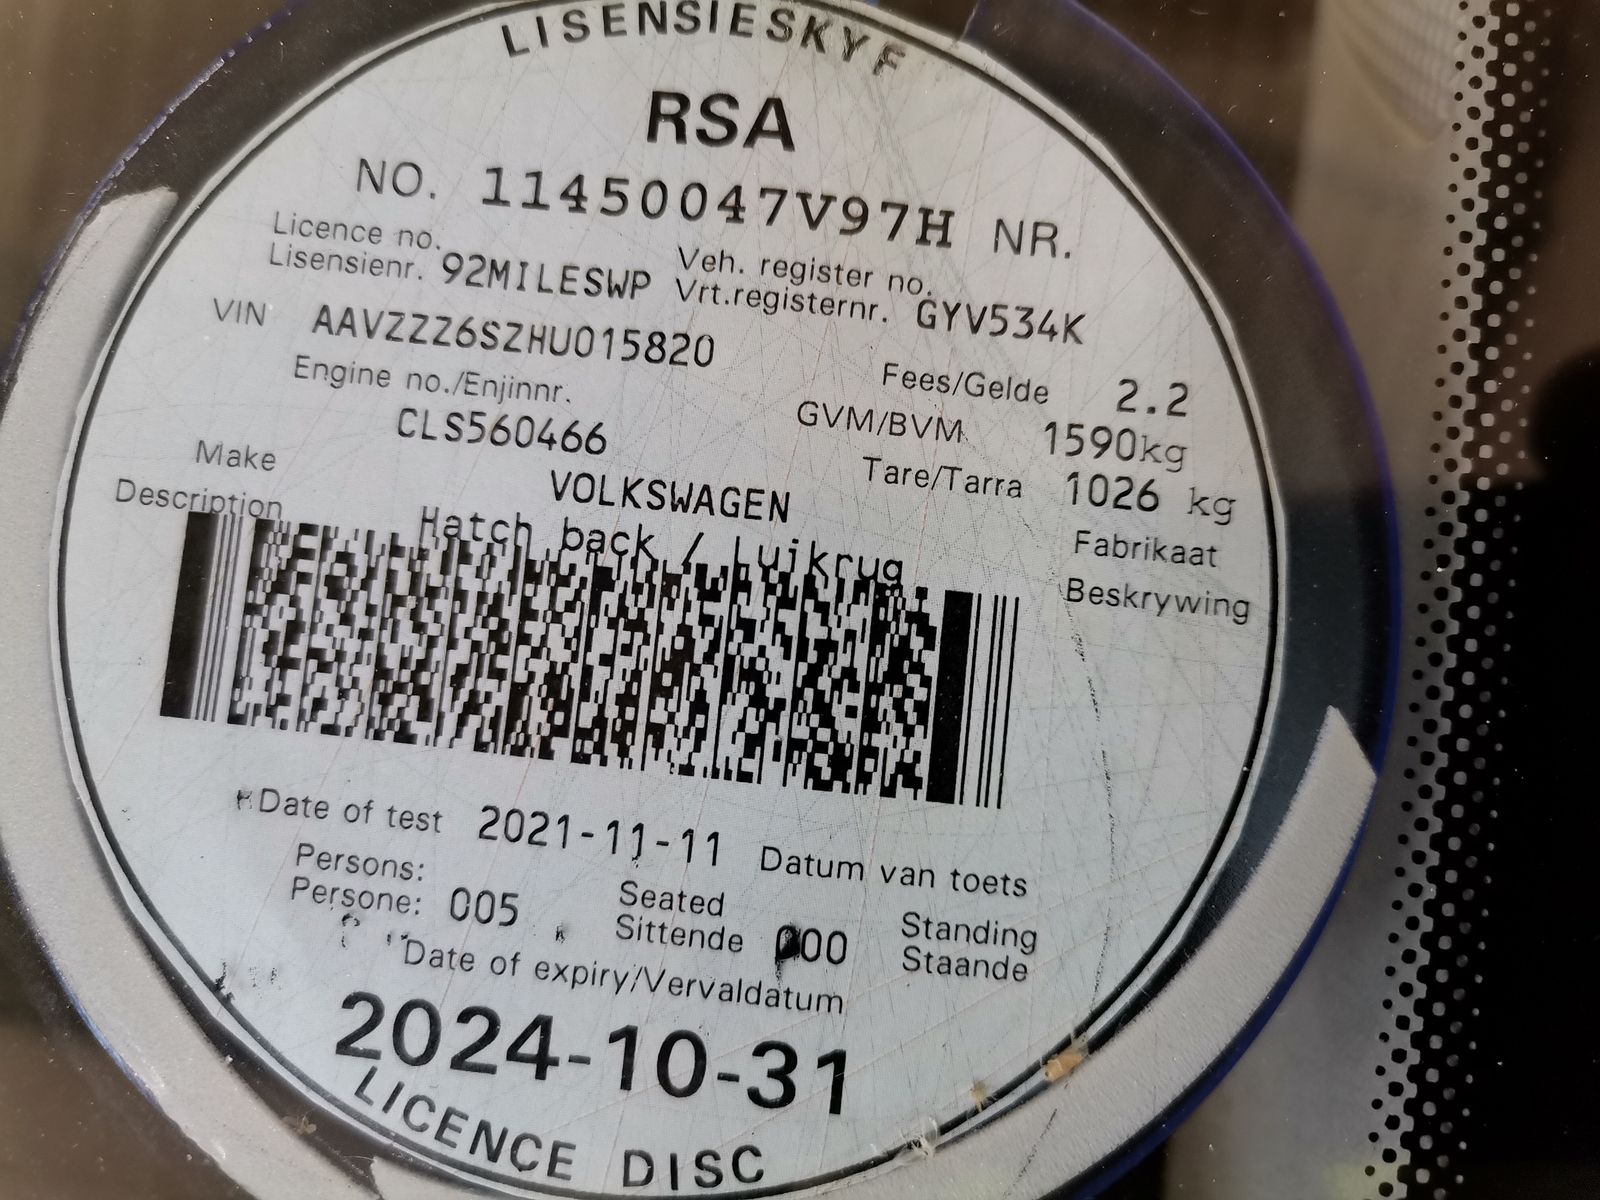 LISENSIESKYF
RSA
NO. 11450047V97H NR.
Licence no. Veh. register no.
Lisensienr. 92MILESWP Vrt.registernr. GYV534K
VIN AAVZZZ6SZHU015820
Fees/Gelde 2.2
Engine no./Enjinnr. GVM/BVM 1590kg
CLS560466
Tare/Tarra 1026 kg
Make VOLKSWAGEN Fabrikaat
Description Hatch back / Luikrug Beskrywing
Date of test 2021-11-11 Datum van toets
Persons: Seated Standing
Persone: 005 Sittende 000 Staande
Date of expiry/Vervaldatum
2024-10-31
LICENCE DISC